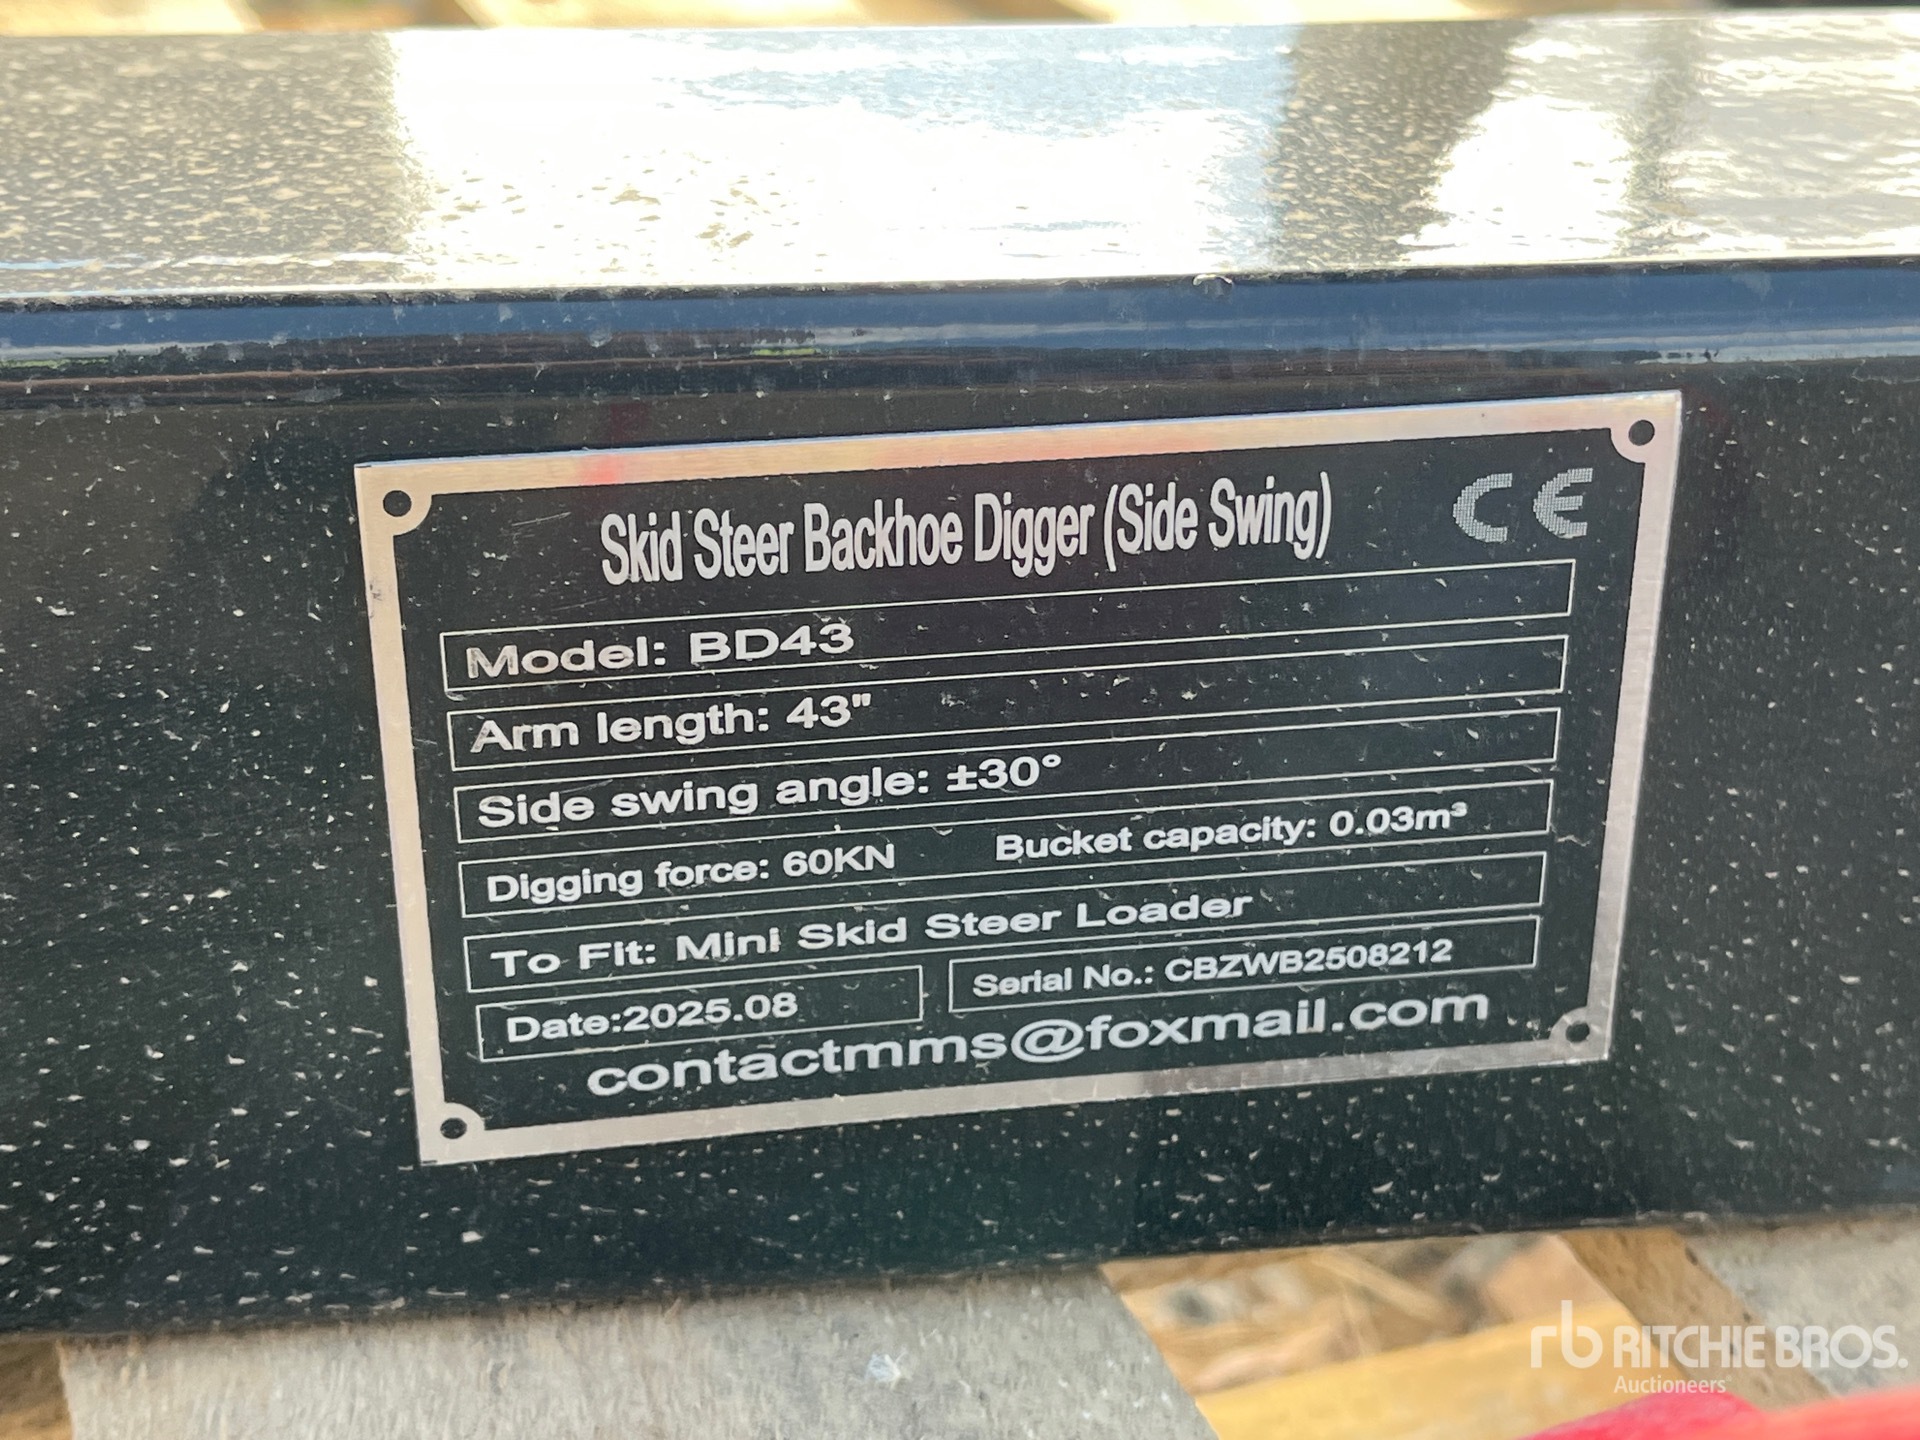 Skid Steer Backhoe Digger (Side Swing) CE
Model: BD43
Arm length: 43"
Side swing angle: ±30°
Digging force: 60KN Bucket capacity: 0.03m³
To Fit: Mini Skid Steer Loader
Date:2025.08 Serial No.: CBZWB2508212
contactmms@foxmail.com
rb RITCHIE BROS.
Auctioneers